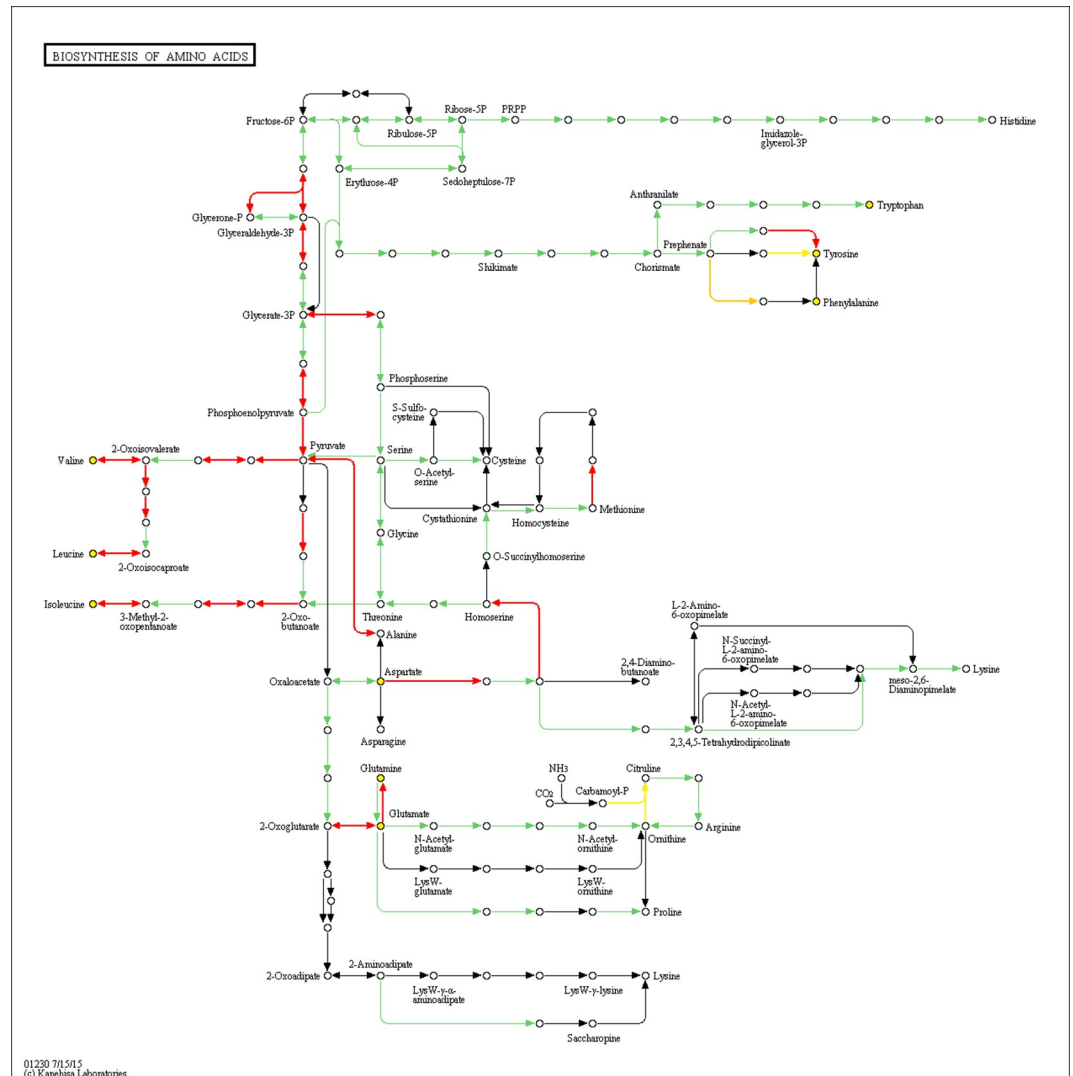 BIOSYNTHESIS OF AMINO ACIDS
Ribose-5P
PRPP
Fructose-6P
Ribulose-5P
Imidazole-
glycerol-3P
Histidine
Erythrose-4P
Sedoheptulose-7P
Anthranilate
Tryptophan
Glycerone-P
Glyceraldehyde-3P
Prephenate
Shikimate
Chorismate
Tyrosine
Phenylalanine
Glycerate-3P
Phosphoserine
Phosphoenolpyruvate
S-Sulfo-
cysteine
2-Oxoisovalerate
Pyruvate
Serine
Valine
Cysteine
O-Acetyl-
serine
Cystathionine
Homocysteine
Methionine
Glycine
Leucine
2-Oxoisocaproate
O-Succinylhomoserine
Isoleucine
3-Methyl-2-
oxopentanoate
2-Oxo-
butanoate
Threonine
Homoserine
L-2-Amino-
6-oxopimelate
Alanine
N-Succinyl-
L-2-amino-
6-oxopimelate
2,4-Diamino-
butanoate
Aspartate
Oxaloacetate
Lysine
meso-2,6-
Diaminopimelate
N-Acetyl-
L-2-amino-
6-oxopimelate
Asparagine
2,3,4,5-Tetrahydrodipicolinate
Glutamine
NH3
Citruline
CO2
Carbamoyl-P
Glutamate
2-Oxoglutarate
N-Acetyl-
glutamate
N-Acetyl-
ornithine
Ornithine
Arginine
LysW-
glutamate
LysW-
ornithine
Proline
2-Aminoadipate
2-Oxoadipate
Lysine
LysW-γ-α-
aminoadipate
LysW-γ-lysine
Saccharopine
01230 7/15/15
(c) Kanehisa Laboratories